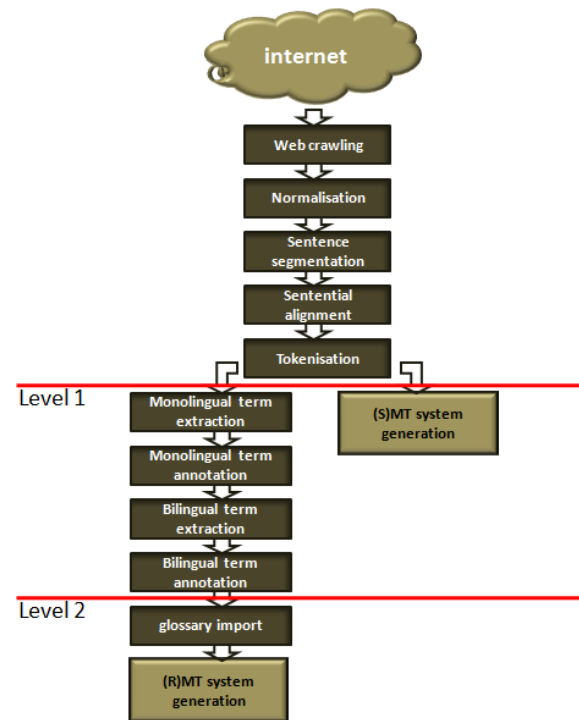 internet
Web crawling
Normalisation
Sentence
segmentation
Sentential
alignment
Tokenisation
Level 1
Monolingual term
extraction
(S)MT system
generation
Monolingual term
annotation
Bilingual term
extraction
Bilingual term
annotation
Level 2
glossary import
(R)MT system
generation